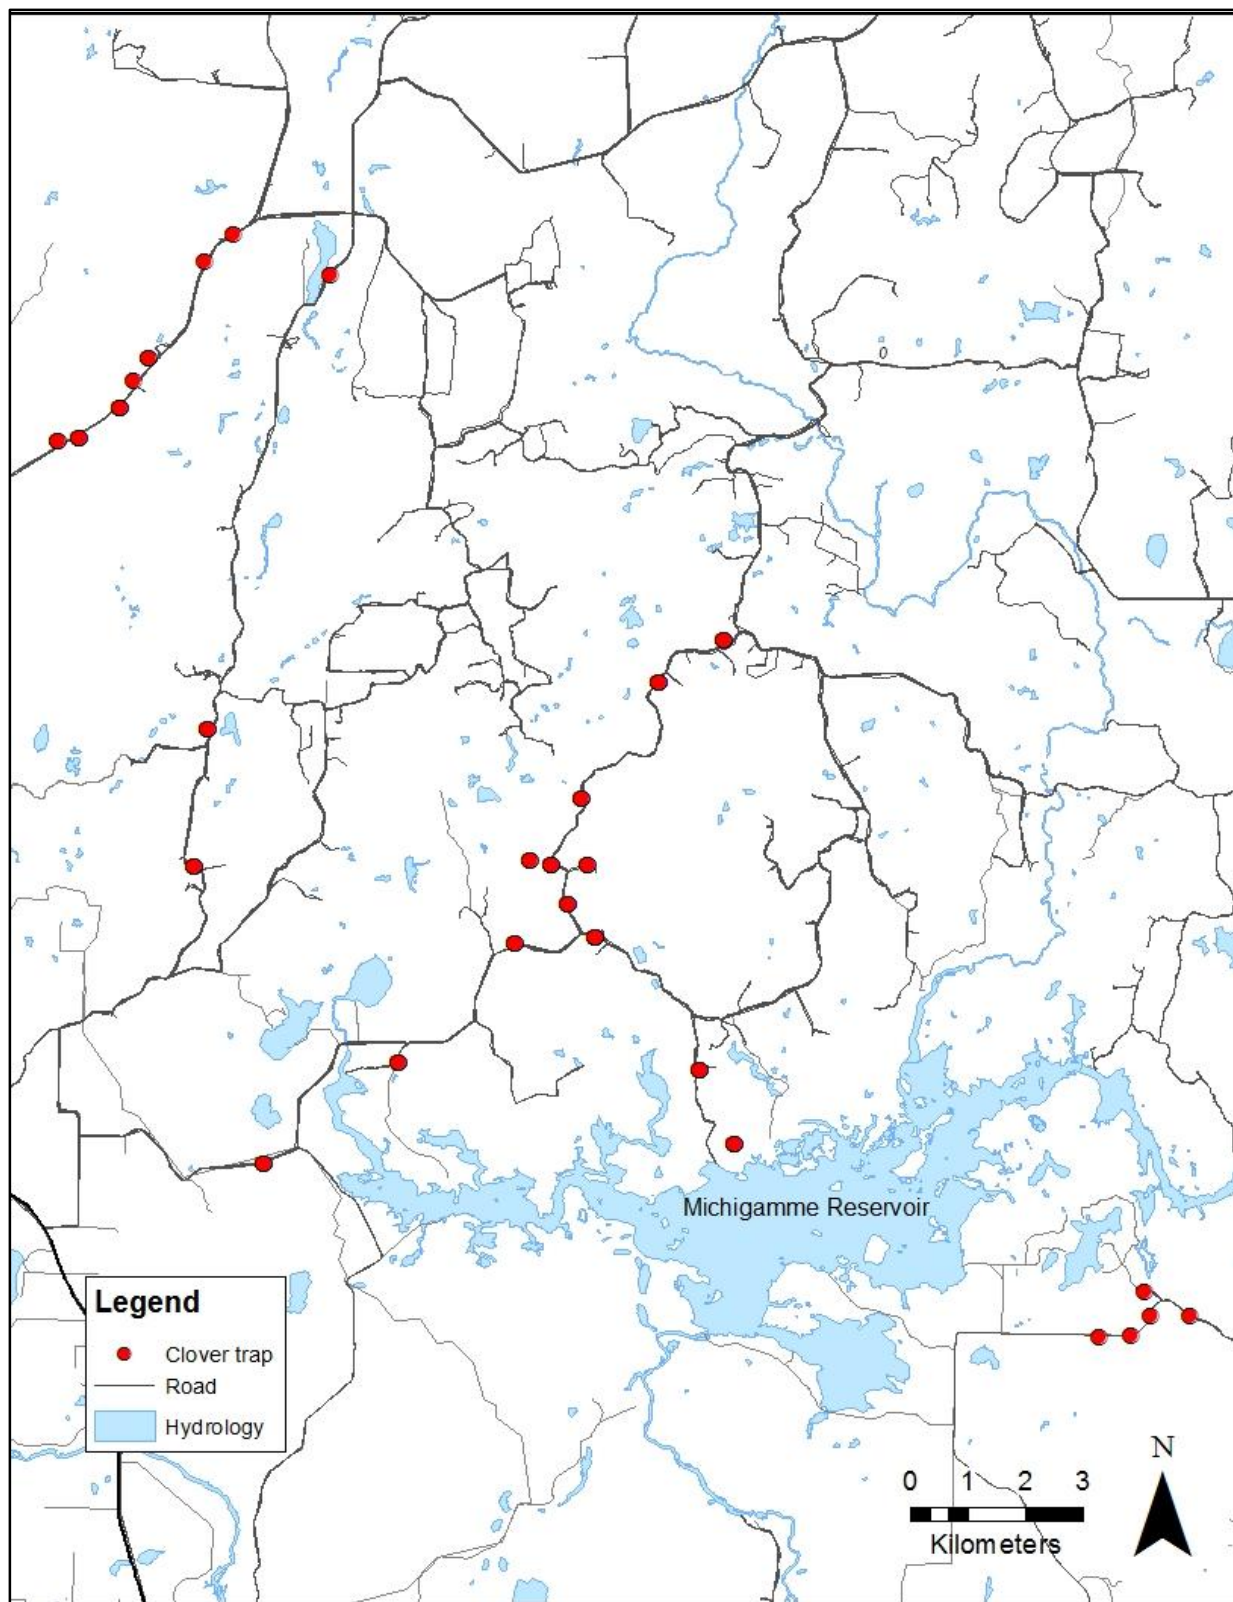 Michigamme Reservoir
Legend
Clover trap
Road
Hydrology
N
0 1 2 3
Kilometers